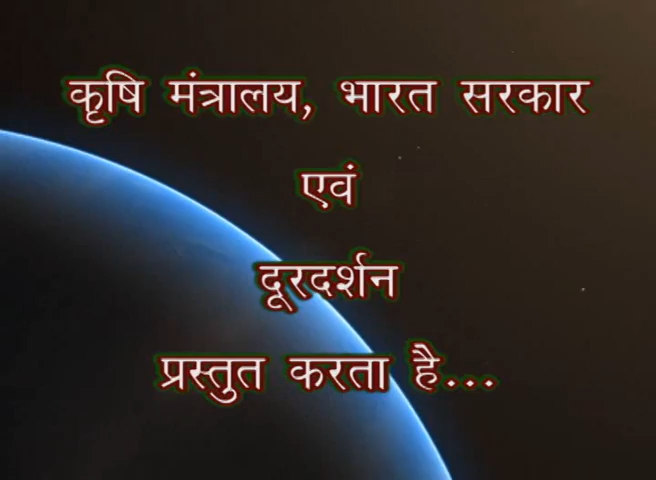 कृषि मंत्रालय, भारत सरकार
एवं
दूरदर्शन
प्रस्तुत करता है...